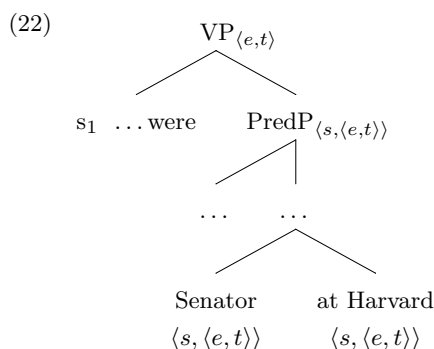 (22)
VP⟨e,t⟩
s₁ …were PredP⟨s,⟨e,t⟩⟩
… …
Senator at Harvard
⟨s,⟨e,t⟩⟩ ⟨s,⟨e,t⟩⟩